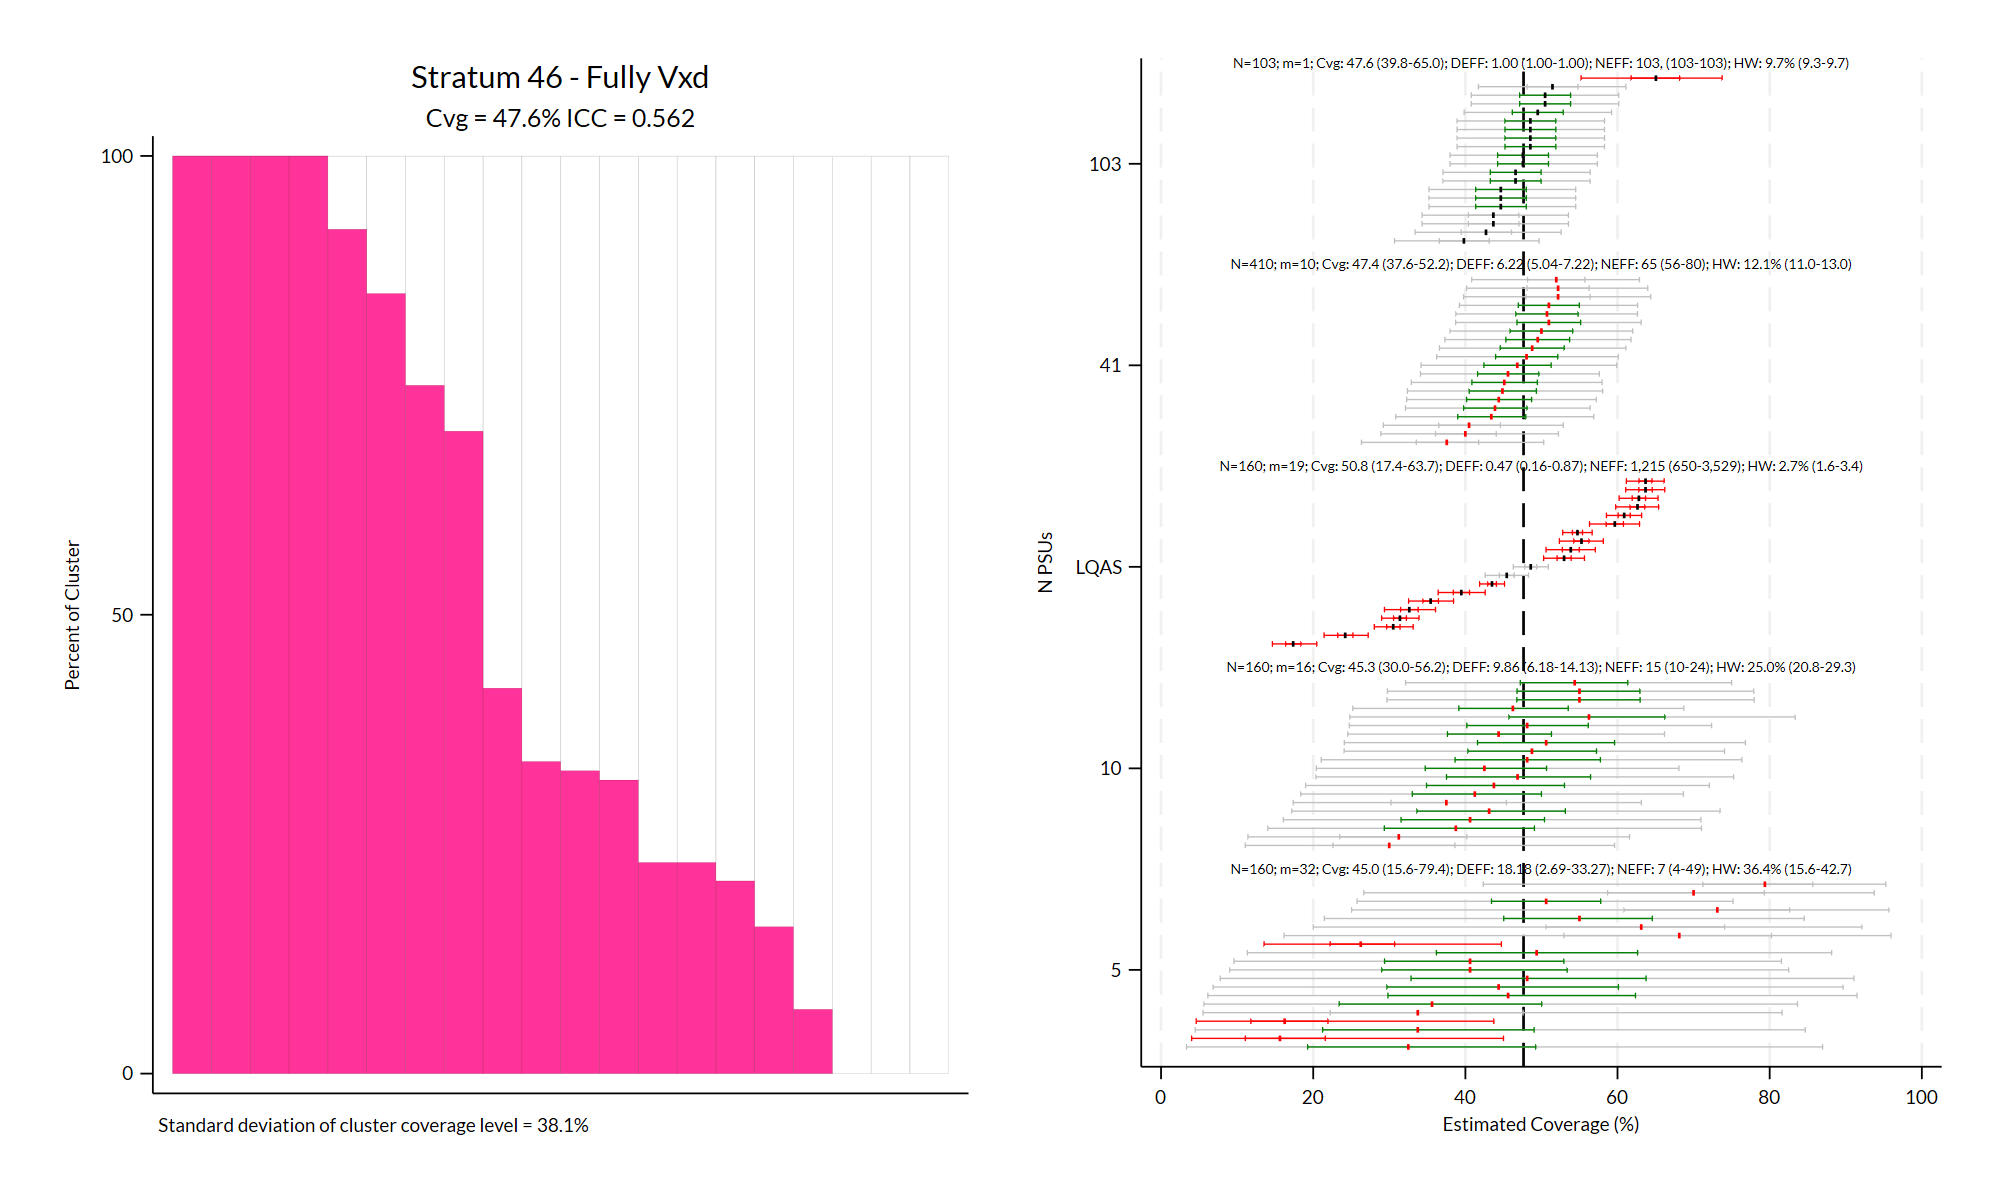 Stratum 46 - Fully Vxd
Cvg = 47.6% ICC = 0.562
Percent of Cluster
100
50
0
Standard deviation of cluster coverage level = 38.1%
N PSUs
N=103; m=1; Cvg: 47.6 (39.8-65.0); DEFF: 1.00 (1.00-1.00); NEFF: 103, (103-103); HW: 9.7% (9.3-9.7)
103
N=410; m=10; Cvg: 47.4 (37.6-52.2); DEFF: 6.22 (5.04-7.22); NEFF: 65 (56-80); HW: 12.1% (11.0-13.0)
41
N=160; m=19; Cvg: 50.8 (17.4-63.7); DEFF: 0.47 (0.16-0.87); NEFF: 1,215 (650-3,529); HW: 2.7% (1.6-3.4)
LQAS
N=160; m=16; Cvg: 45.3 (30.0-56.2); DEFF: 9.86 (6.18-14.13); NEFF: 15 (10-24); HW: 25.0% (20.8-29.3)
10
N=160; m=32; Cvg: 45.0 (15.6-79.4); DEFF: 18.18 (2.69-33.27); NEFF: 7 (4-49); HW: 36.4% (15.6-42.7)
5
0 20 40 60 80 100
Estimated Coverage (%)